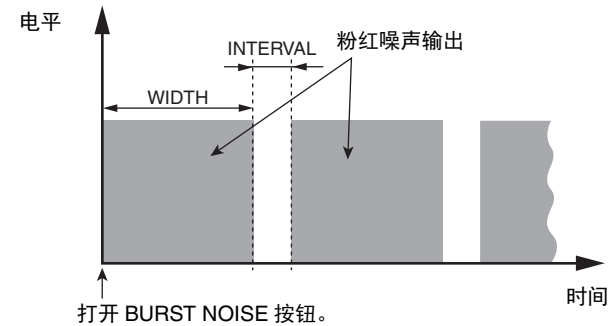 电平
INTERVAL
粉红噪声输出
WIDTH
时间
打开 BURST NOISE 按钮。